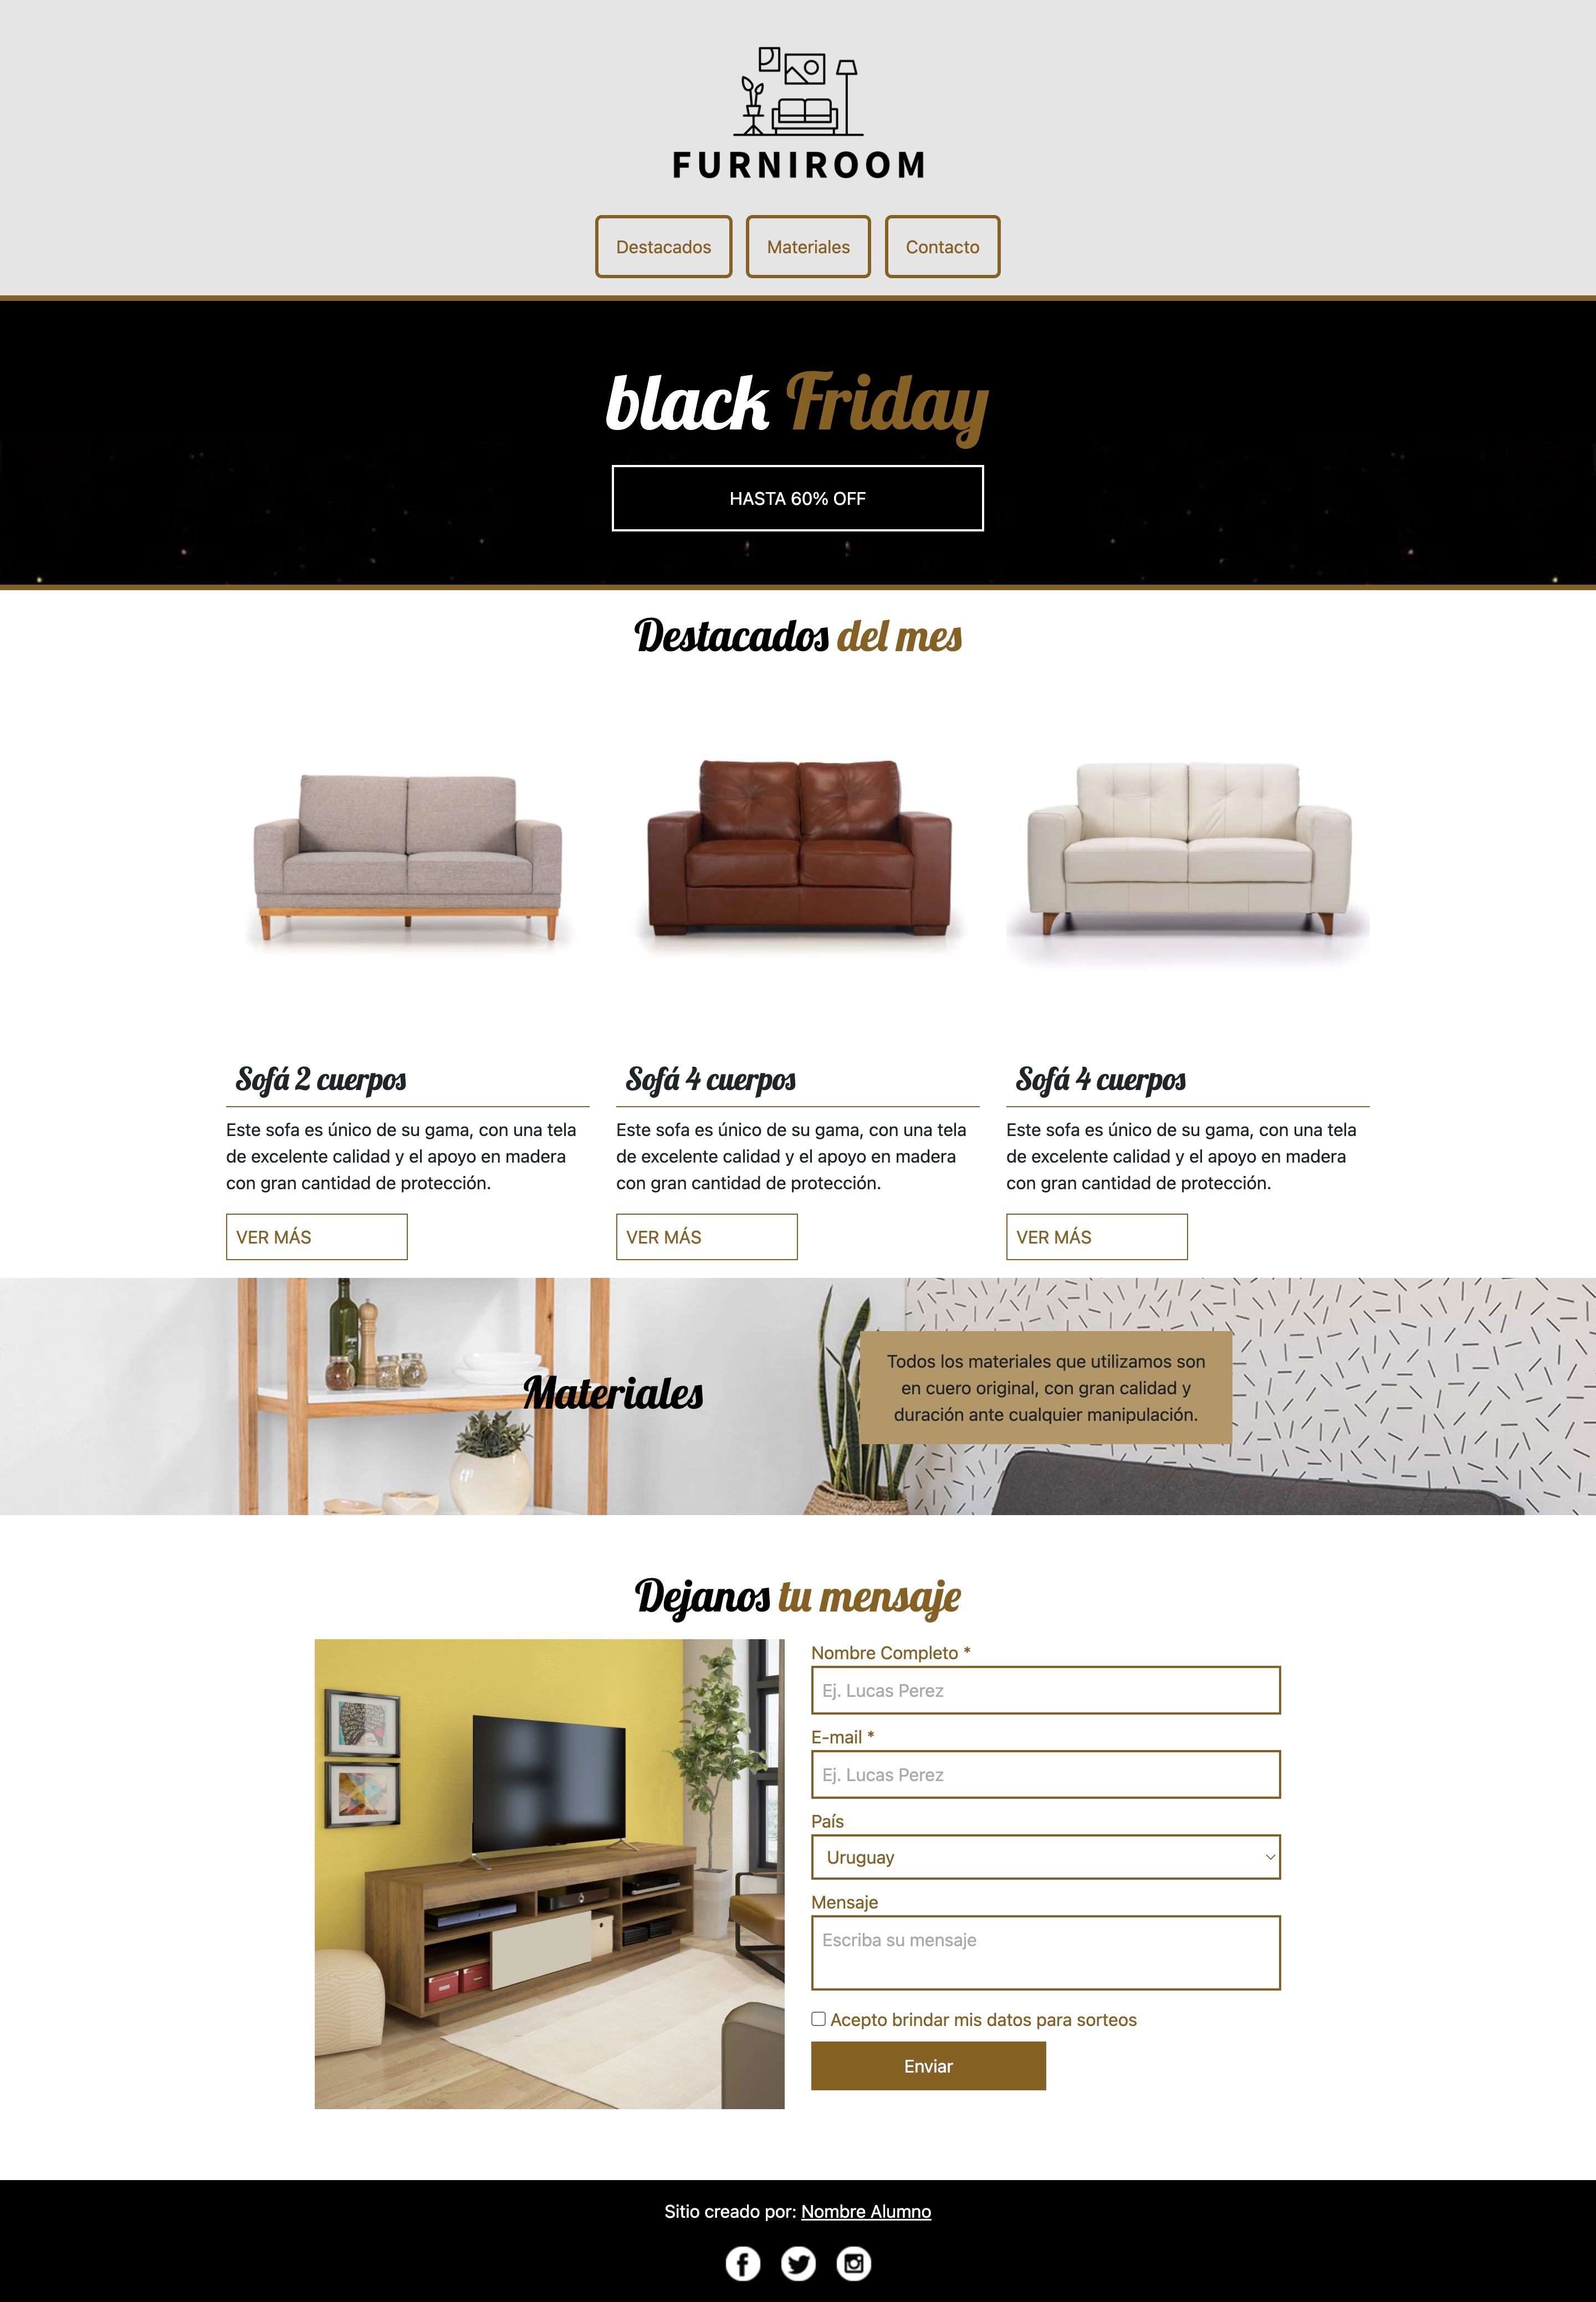 FURNIROOM
Destacados
Materiales
Contacto
black Friday
HASTA 60% OFF
Destacados del mes
Sofá 2 cuerpos
Este sofa es único de su gama, con una tela
de excelente calidad y el apoyo en madera
con gran cantidad de protección.
VER MÁS
Sofá 4 cuerpos
Este sofa es único de su gama, con una tela
de excelente calidad y el apoyo en madera
con gran cantidad de protección.
VER MÁS
Sofá 4 cuerpos
Este sofa es único de su gama, con una tela
de excelente calidad y el apoyo en madera
con gran cantidad de protección.
VER MÁS
Materiales
Todos los materiales que utilizamos son
en cuero original, con gran calidad y
duración ante cualquier manipulación.
Dejanos tu mensaje
Nombre Completo *
Ej. Lucas Perez
E-mail *
Ej. Lucas Perez
País
Uruguay
Mensaje
Escriba su mensaje
Acepto brindar mis datos para sorteos
Enviar
Sitio creado por: Nombre Alumno